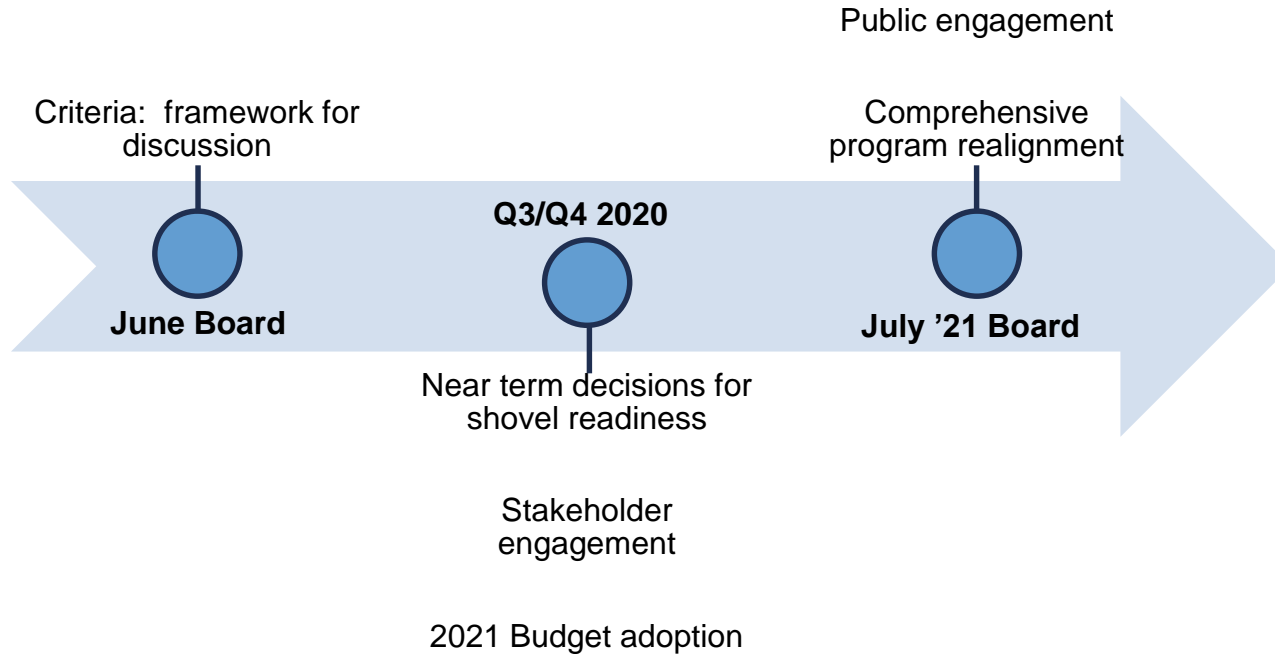 Public engagement
Criteria:  framework for
discussion
Comprehensive
program realignment
Q3/Q4 2020
June Board
July ’21 Board
Near term decisions for
shovel readiness
Stakeholder
engagement
2021 Budget adoption